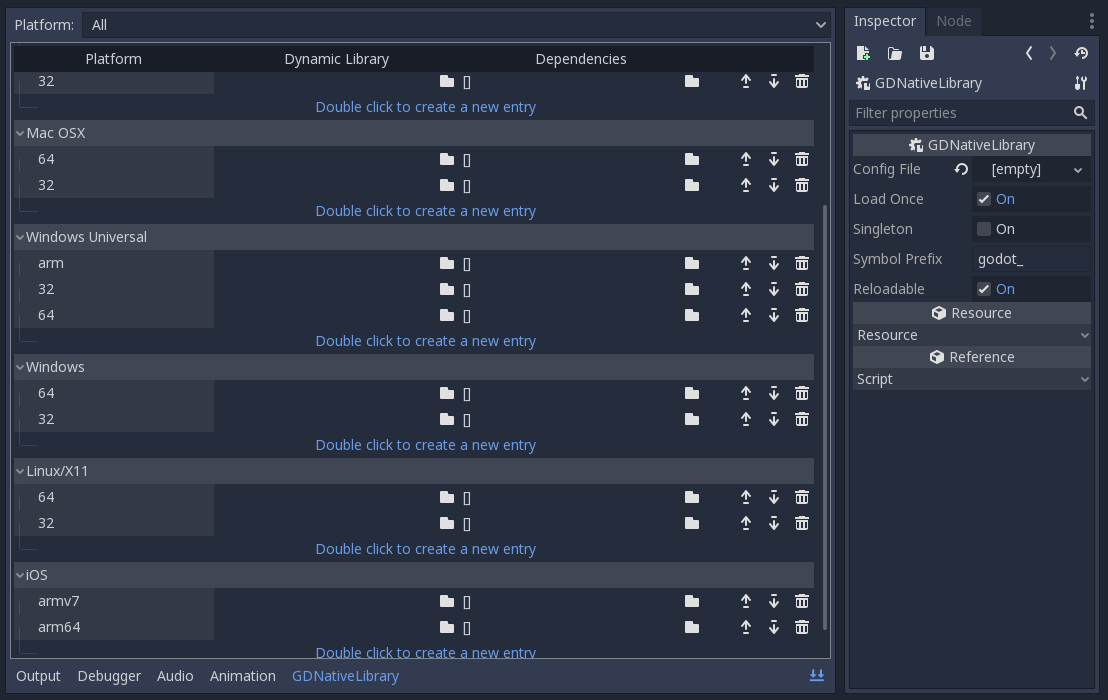 Platform: All
Platform Dynamic Library Dependencies
32 []
Double click to create a new entry
Mac OSX
64 []
32 []
Double click to create a new entry
Windows Universal
arm []
32 []
64 []
Double click to create a new entry
Windows
64 []
32 []
Double click to create a new entry
Linux/X11
64 []
32 []
Double click to create a new entry
iOS
armv7 []
arm64 []
Double click to create a new entry
Output Debugger Audio Animation GDNativeLibrary
Inspector Node
GDNativeLibrary
Filter properties
GDNativeLibrary
Config File [empty]
Load Once On
Singleton On
Symbol Prefix godot_
Reloadable On
Resource
Resource
Reference
Script